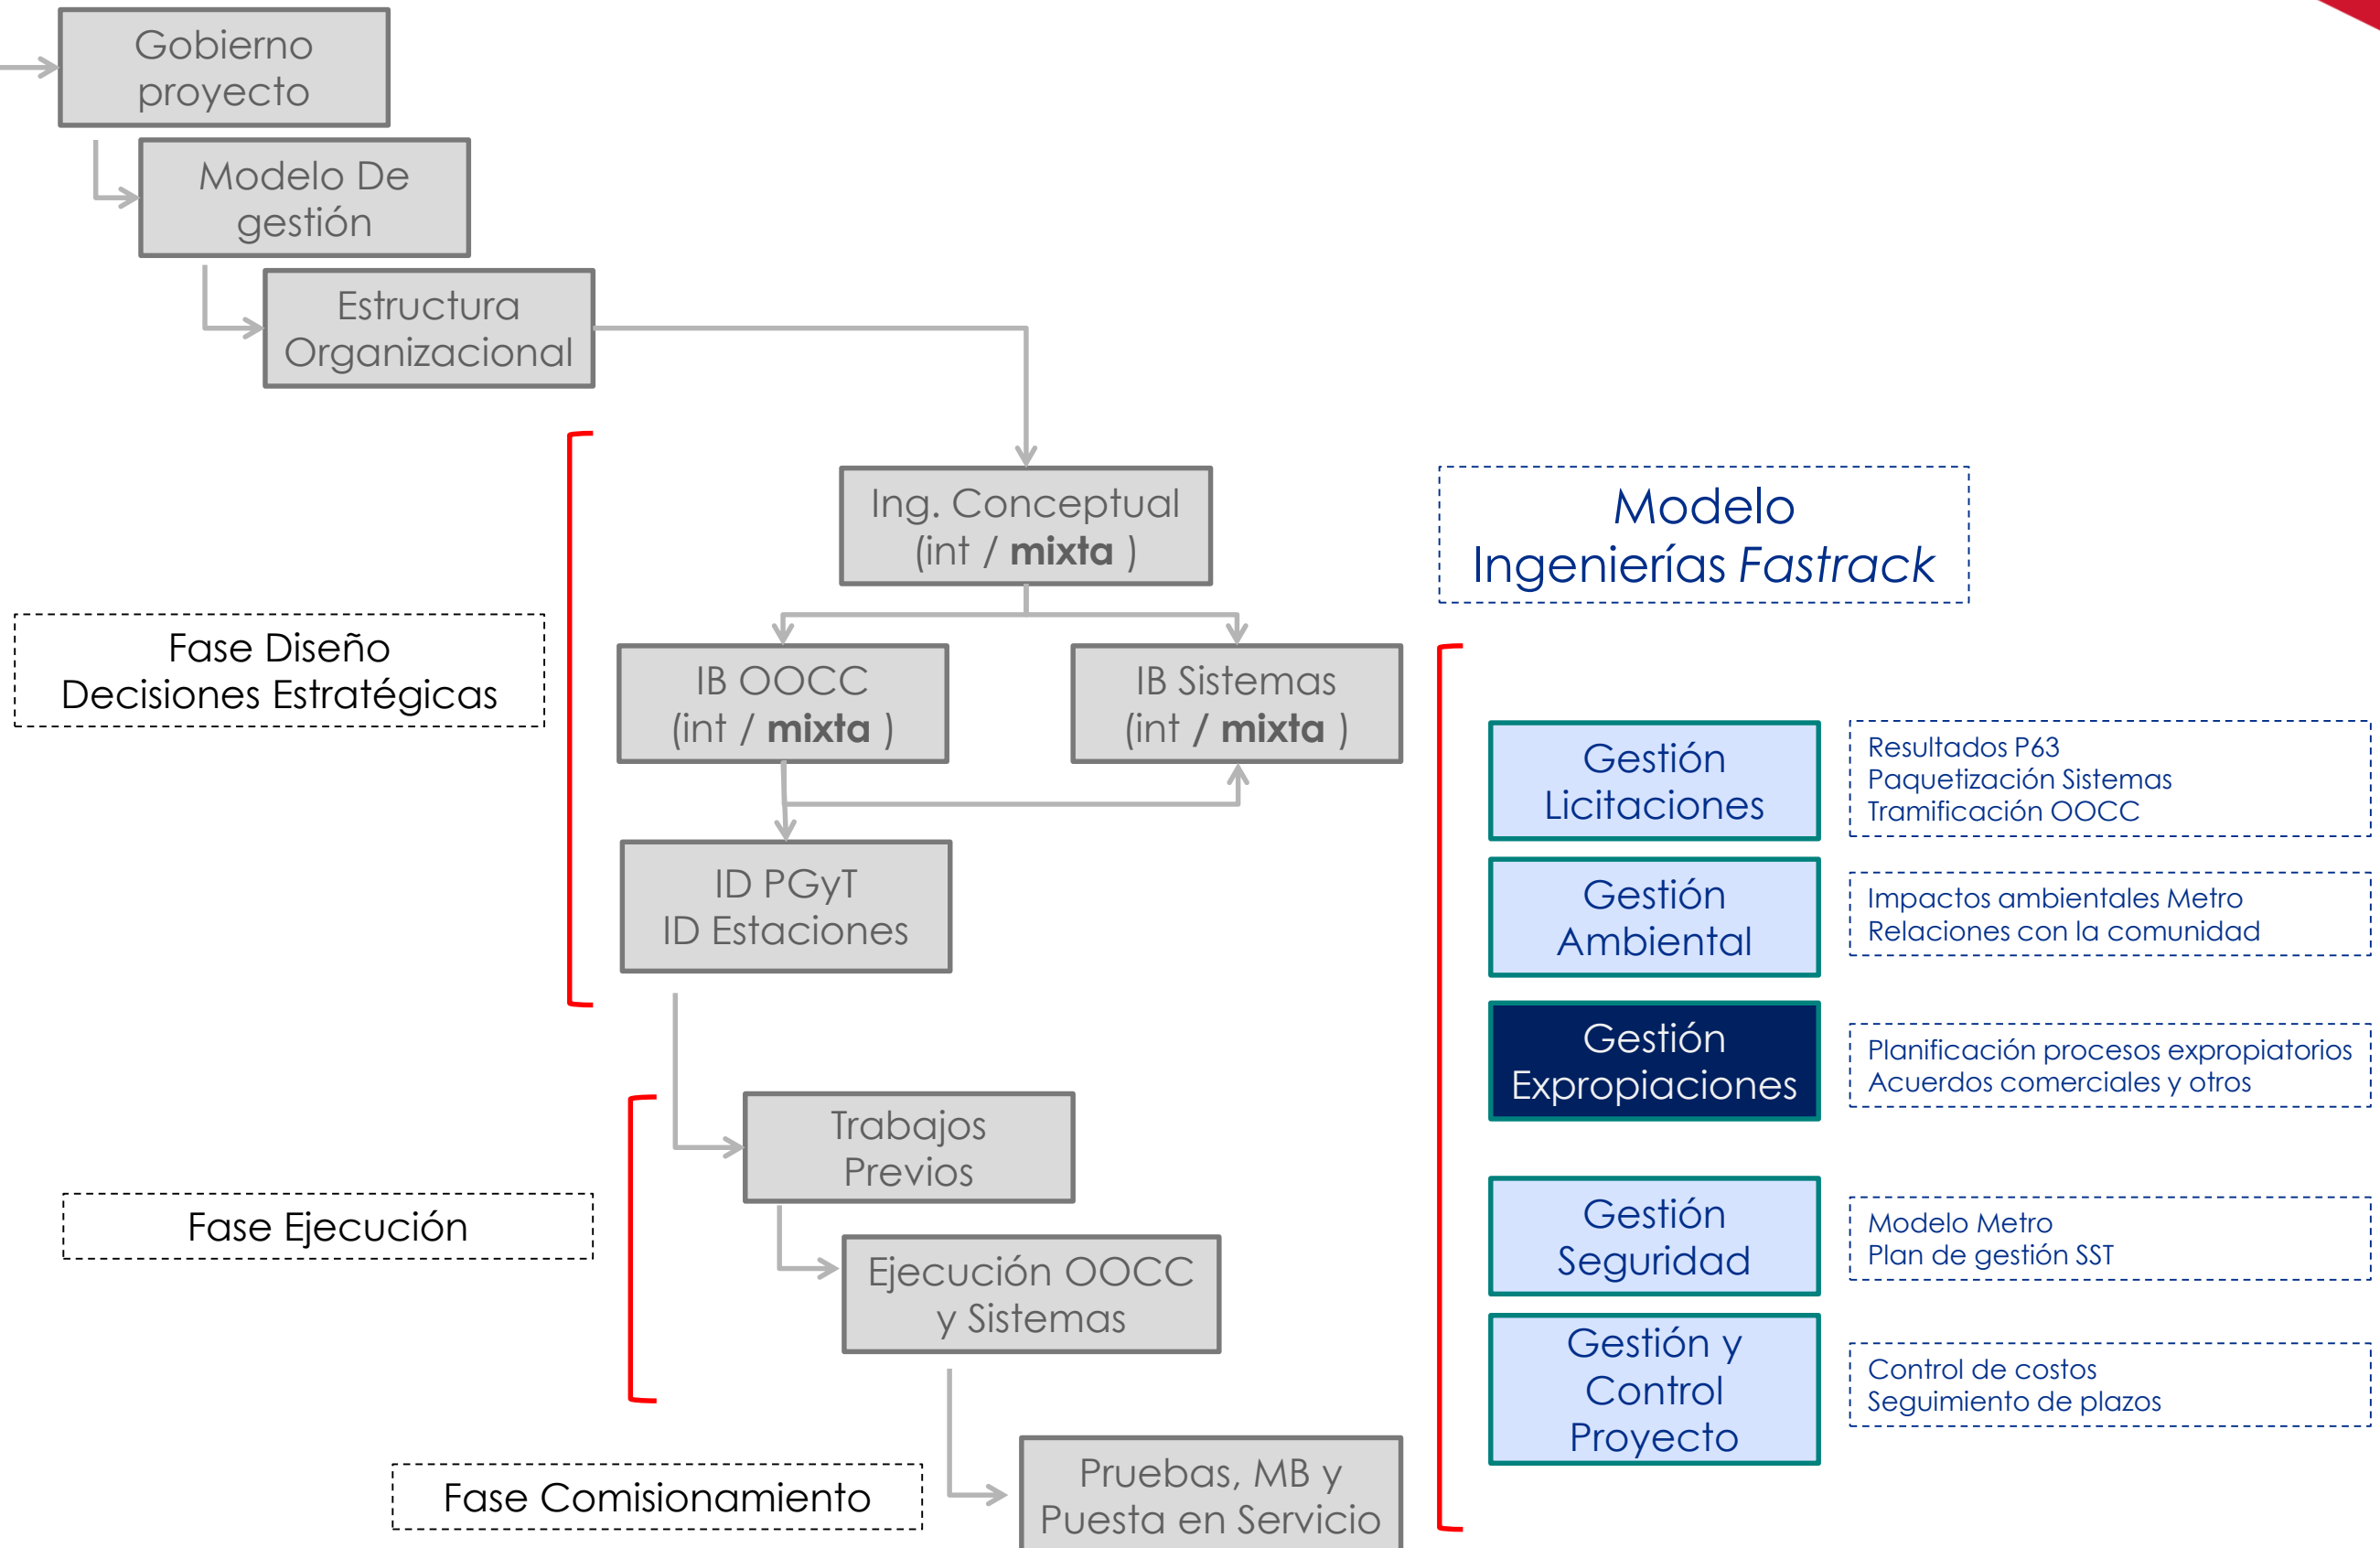 Gobierno
proyecto
Modelo De
gestión
Estructura
Organizacional
Ing. Conceptual
(int / mixta )
Modelo
Ingenierías Fastrack
Fase Diseño
Decisiones Estratégicas
IB OOCC
(int / mixta )
IB Sistemas
(int / mixta )
ID PGyT
ID Estaciones
Gestión
Licitaciones
Resultados P63
Paquetización Sistemas
Tramificación OOCC
Gestión
Ambiental
Impactos ambientales Metro
Relaciones con la comunidad
Gestión
Expropiaciones
Planificación procesos expropiatorios
Acuerdos comerciales y otros
Trabajos
Previos
Fase Ejecución
Ejecución OOCC
y Sistemas
Gestión
Seguridad
Modelo Metro
Plan de gestión SST
Gestión y
Control
Proyecto
Control de costos
Seguimiento de plazos
Fase Comisionamiento
Pruebas, MB y
Puesta en Servicio